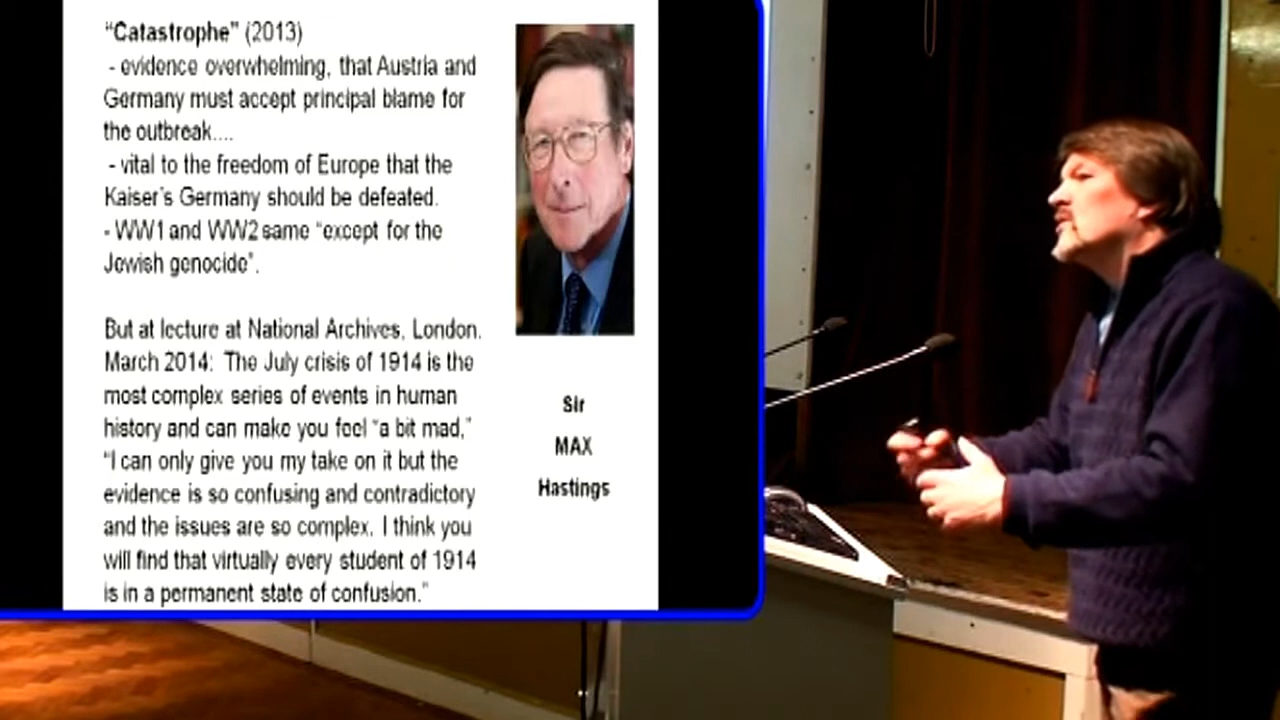 “Catastrophe” (2013)
- evidence overwhelming, that Austria and
Germany must accept principal blame for
the outbreak....
- vital to the freedom of Europe that the
Kaiser's Germany should be defeated.
- WW1 and WW2 same “except for the
Jewish genocide”.
But at lecture at National Archives, London,
March 2014: The July crisis of 1914 is the
most complex series of events in human
history and can make you feel “a bit mad,”
“I can only give you my take on it but the
evidence is so confusing and contradictory
and the issues are so complex. I think you
will find that virtually every student of 1914
is in a permanent state of confusion.”
Sir
MAX
Hastings